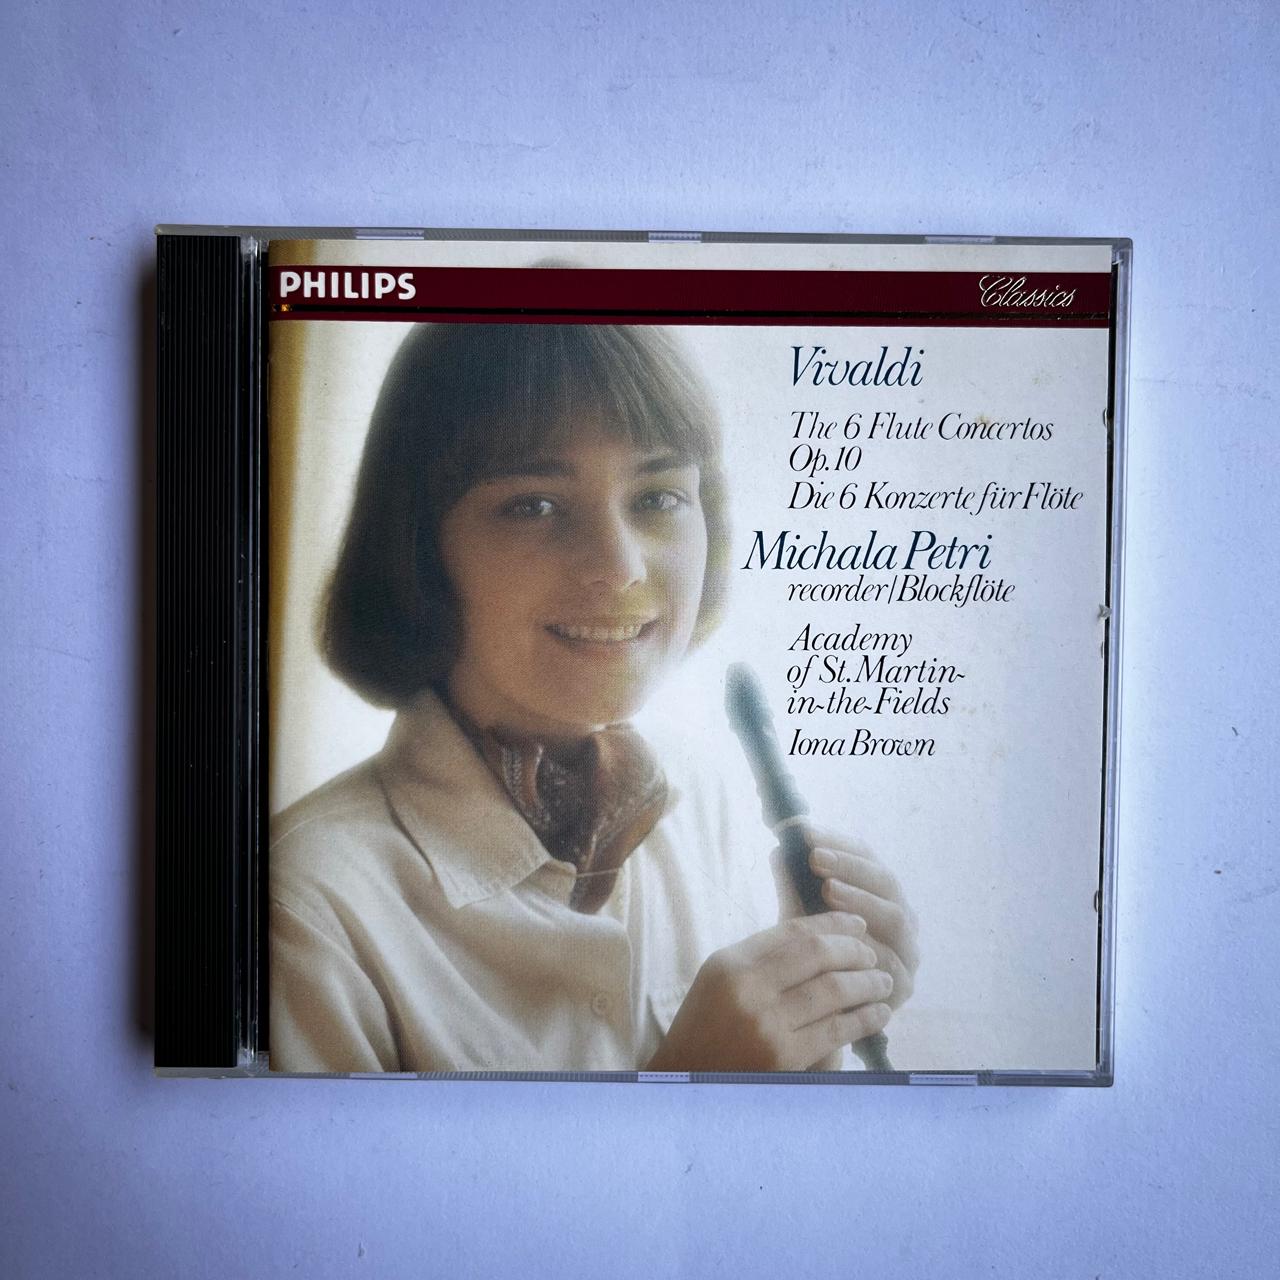 PHILIPS
Classics
Vivaldi
The 6 Flute Concertos
Op.10
Die 6 Konzerte für Flöte
Michala Petri
recorder/Blockflöte
Academy
of St. Martin~
in~the~Fields
Iona Brown